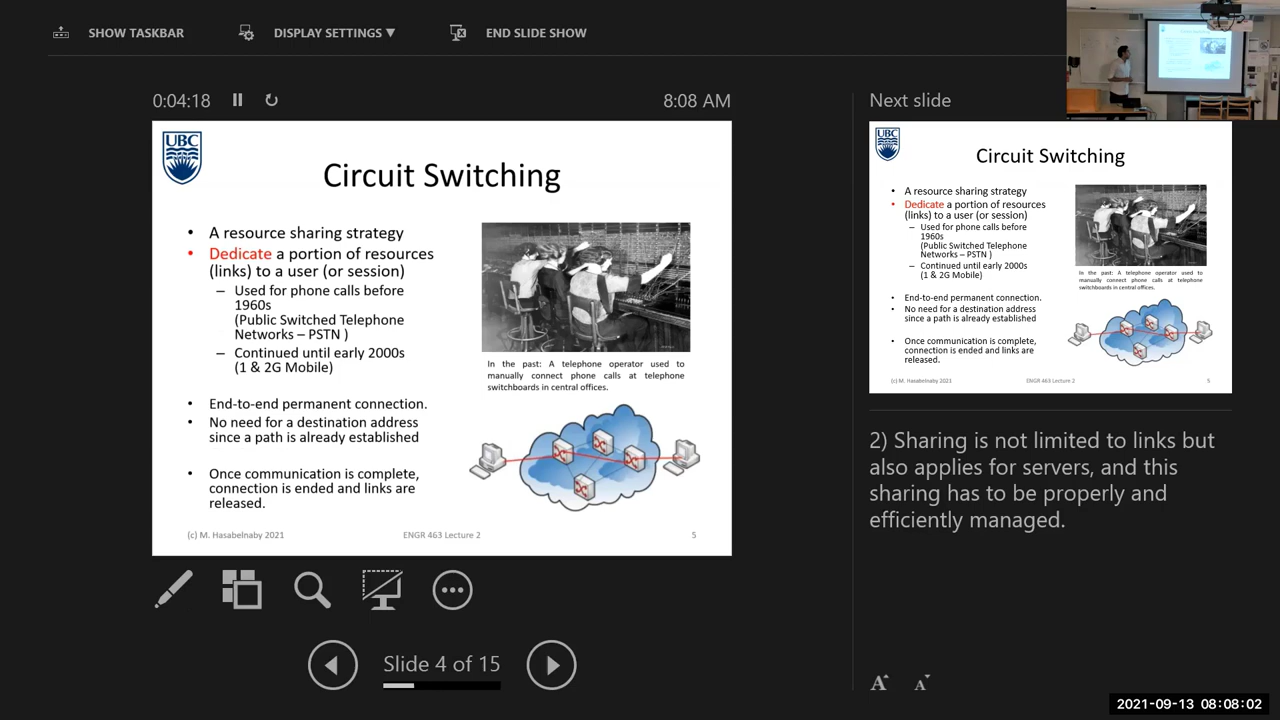 SHOW TASKBAR
DISPLAY SETTINGS ▼
END SLIDE SHOW
0:04:18
8:08 AM
UBC
Circuit Switching
• A resource sharing strategy
• Dedicate a portion of resources
(links) to a user (or session)
– Used for phone calls before
1960s
(Public Switched Telephone
Networks – PSTN )
– Continued until early 2000s
(1 & 2G Mobile)
• End-to-end permanent connection.
• No need for a destination address
since a path is already established
• Once communication is complete,
connection is ended and links are
released.
In the past: A telephone operator used to
manually connect phone calls at telephone
switchboards in central offices.
(c) M. Hasabelnaby 2021
ENGR 463 Lecture 2
5
Slide 4 of 15
Next slide
UBC
Circuit Switching
• A resource sharing strategy
• Dedicate a portion of resources
(links) to a user (or session)
– Used for phone calls before
1960s
(Public Switched Telephone
Networks – PSTN )
– Continued until early 2000s
(1 & 2G Mobile)
• End-to-end permanent connection.
• No need for a destination address
since a path is already established
• Once communication is complete,
connection is ended and links are
released.
In the past: A telephone operator used to
manually connect phone calls at telephone
switchboards in central offices.
(c) M. Hasabelnaby 2021
ENGR 463 Lecture 2
5
2) Sharing is not limited to links but
also applies for servers, and this
sharing has to be properly and
efficiently managed.
A A
2021-09-13 08:08:02